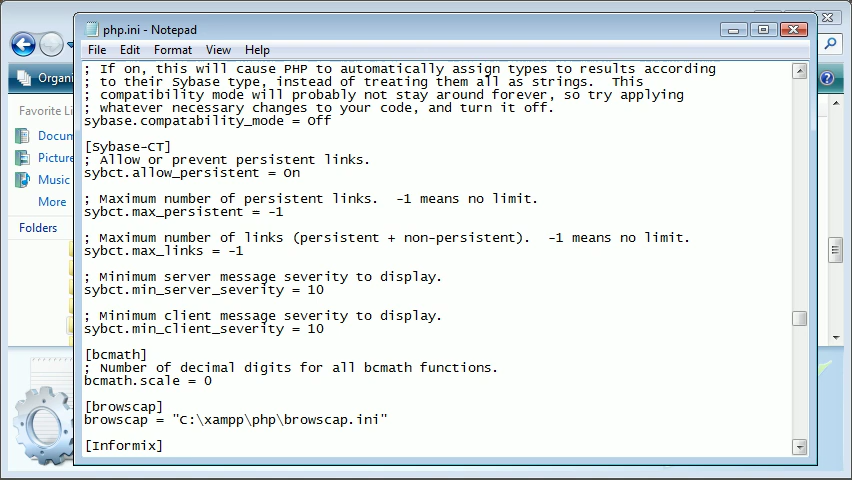 php.ini - Notepad
File Edit Format View Help
; If on, this will cause PHP to automatically assign types to results according
; to their Sybase type, instead of treating them all as strings.  This
; compatibility mode will probably not stay around forever, so try applying
; whatever necessary changes to your code, and turn it off.
sybase.compatability_mode = Off
[Sybase-CT]
; Allow or prevent persistent links.
sybct.allow_persistent = On
; Maximum number of persistent links.  -1 means no limit.
sybct.max_persistent = -1
; Maximum number of links (persistent + non-persistent).  -1 means no limit.
sybct.max_links = -1
; Minimum server message severity to display.
sybct.min_server_severity = 10
; Minimum client message severity to display.
sybct.min_client_severity = 10
[bcmath]
; Number of decimal digits for all bcmath functions.
bcmath.scale = 0
[browscap]
browscap = "C:\xampp\php\browscap.ini"
[Informix]
Organi
Favorite Li
Docum
Picture
Music
More
Folders